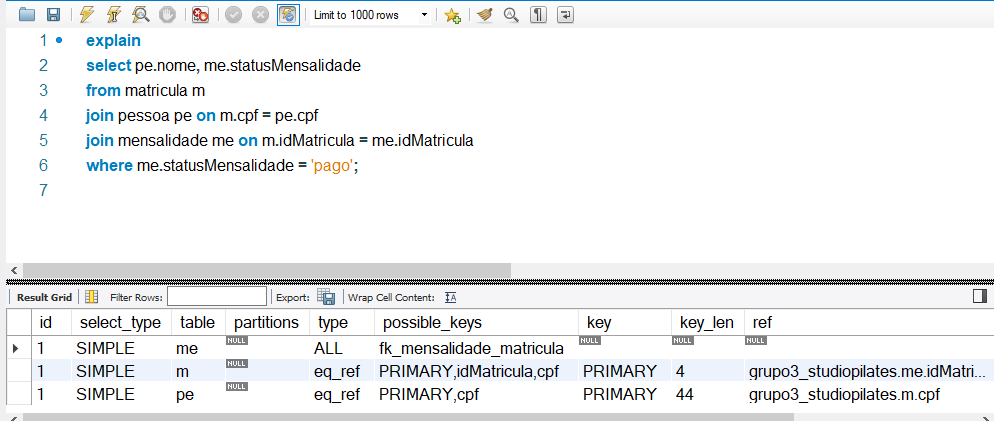 Limit to 1000 rows
1 explain
2 select pe.nome, me.statusMensalidade
3 from matricula m
4 join pessoa pe on m.cpf = pe.cpf
5 join mensalidade me on m.idMatricula = me.idMatricula
6 where me.statusMensalidade = 'pago';
7
Result Grid Filter Rows: Export: Wrap Cell Content:
id select_type table partitions type possible_keys key key_len ref
1 SIMPLE me NULL ALL fk_mensalidade_matricula NULL NULL NULL
1 SIMPLE m NULL eq_ref PRIMARY,idMatricula,cpf PRIMARY 4 grupo3_studiopilates.me.idMatri...
1 SIMPLE pe NULL eq_ref PRIMARY,cpf PRIMARY 44 grupo3_studiopilates.m.cpf